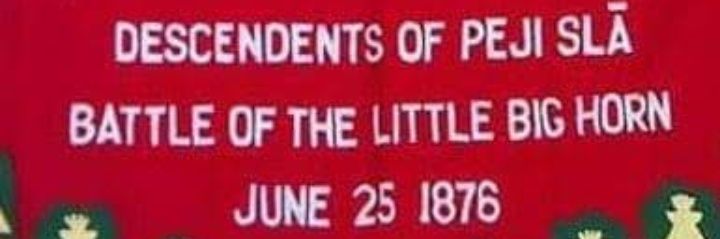 DESCENDENTS OF PEJI SLĀ
BATTLE OF THE LITTLE BIG HORN
JUNE 25 1876